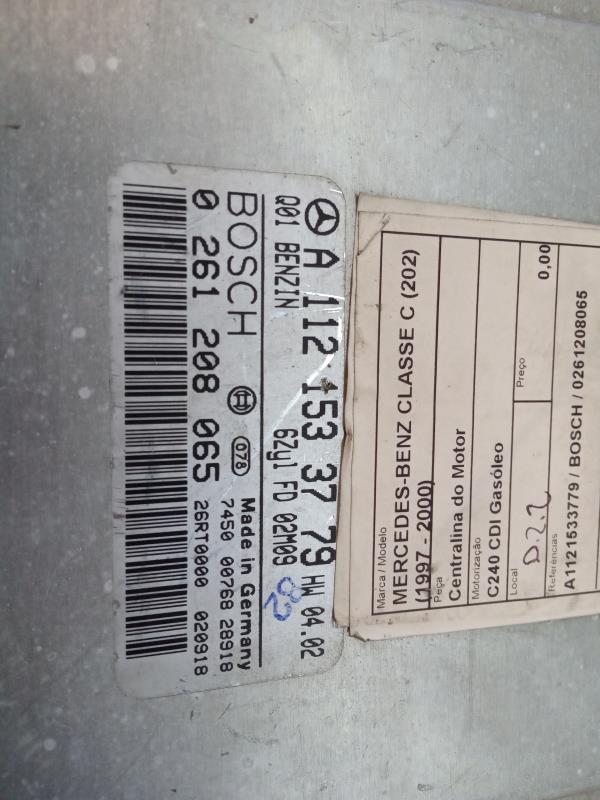 A 112 153 37 79 HW 04.02
Q01 BENZIN 6Zyl FD 02M09
82
BOSCH 078 Made in Germany
7450 00768 28918
0 261 208 065 26RT0000 020918
Marca / Modelo
MERCEDES-BENZ CLASSE C (202)
(1997 - 2000)
Peça
Centralina do Motor
Motorização
C240 CDI Gasóleo
Local
D.2.2
Preço
0,00
Referências
A1121533779 / BOSCH / 0261208065